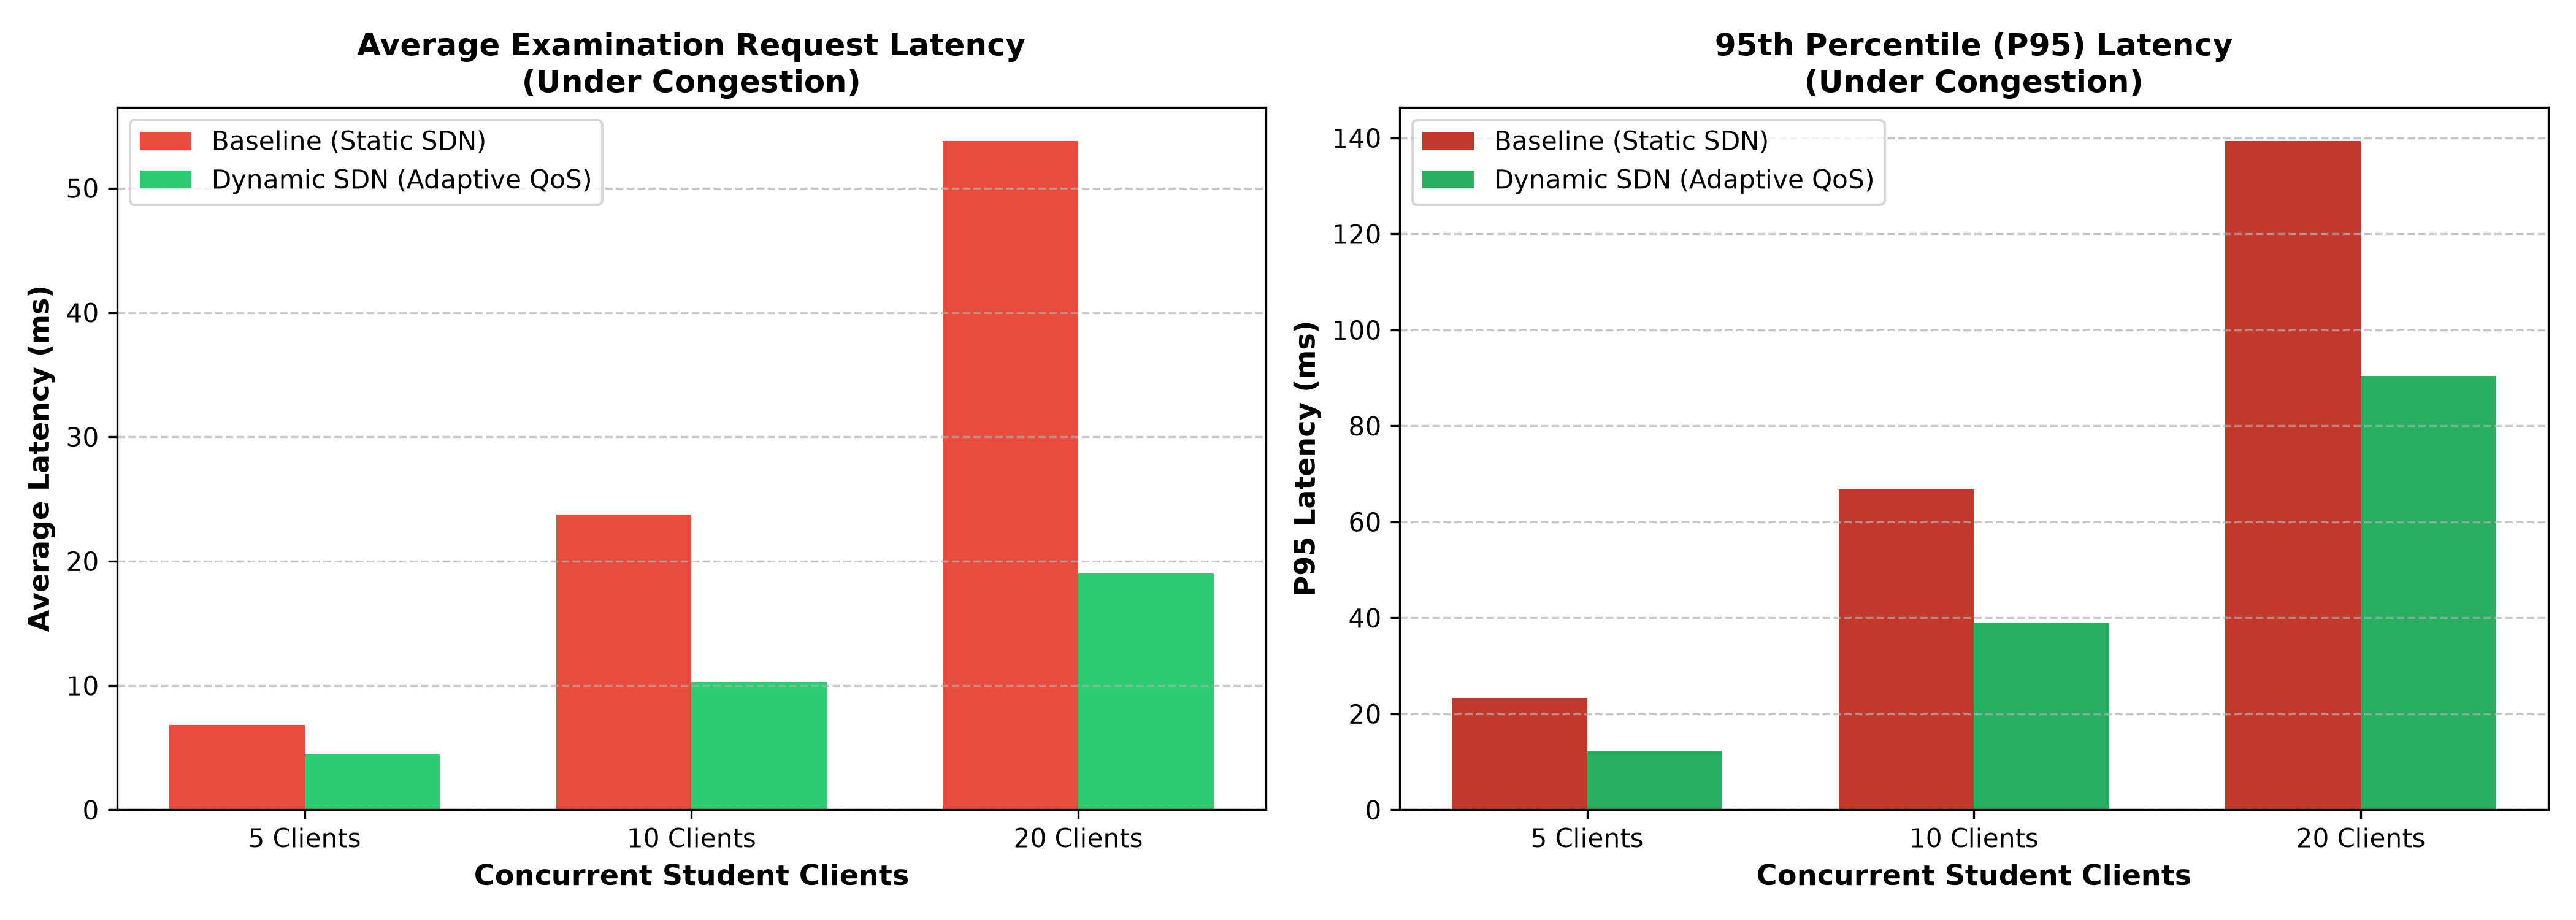 Average Examination Request Latency
(Under Congestion)
Baseline (Static SDN)
Dynamic SDN (Adaptive QoS)
Average Latency (ms)
50
40
30
20
10
0
5 Clients
10 Clients
20 Clients
Concurrent Student Clients
95th Percentile (P95) Latency
(Under Congestion)
Baseline (Static SDN)
Dynamic SDN (Adaptive QoS)
P95 Latency (ms)
140
120
100
80
60
40
20
0
5 Clients
10 Clients
20 Clients
Concurrent Student Clients